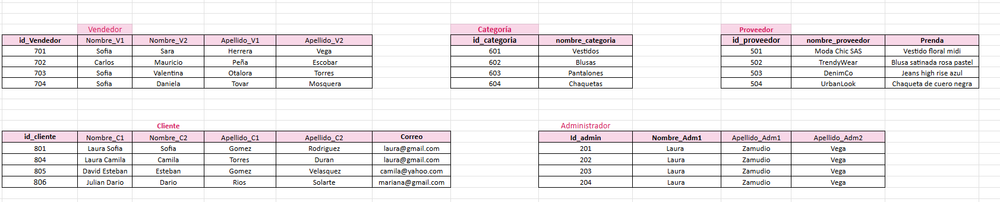 Vendedor Categoría Proveedor
id_Vendedor Nombre_V1 Nombre_V2 Apellido_V1 Apellido_V2 id_categoria nombre_categoria id_proveedor nombre_proveedor Prenda
701 Sofia Sara Herrera Vega 601 Vestidos 501 Moda Chic SAS Vestido floral midi
702 Carlos Mauricio Peña Escobar 602 Blusas 502 TrendyWear Blusa satinada rosa pastel
703 Sofia Valentina Otalora Torres 603 Pantalones 503 DenimCo Jeans high rise azul
704 Sofia Daniela Tovar Mosquera 604 Chaquetas 504 UrbanLook Chaqueta de cuero negra
Cliente Administrador
id_cliente Nombre_C1 Nombre_C2 Apellido_C1 Apellido_C2 Correo Id_admin Nombre_Adm1 Apellido_Adm1 Apellido_Adm2
801 Laura Sofia Sofia Gomez Rodriguez laura@gmail.com 201 Laura Zamudio Vega
804 Laura Camila Camila Torres Duran laura@gmail.com 202 Laura Zamudio Vega
805 David Esteban Esteban Gomez Velasquez camila@yahoo.com 203 Laura Zamudio Vega
806 Julian Dario Dario Rios Solarte mariana@gmail.com 204 Laura Zamudio Vega